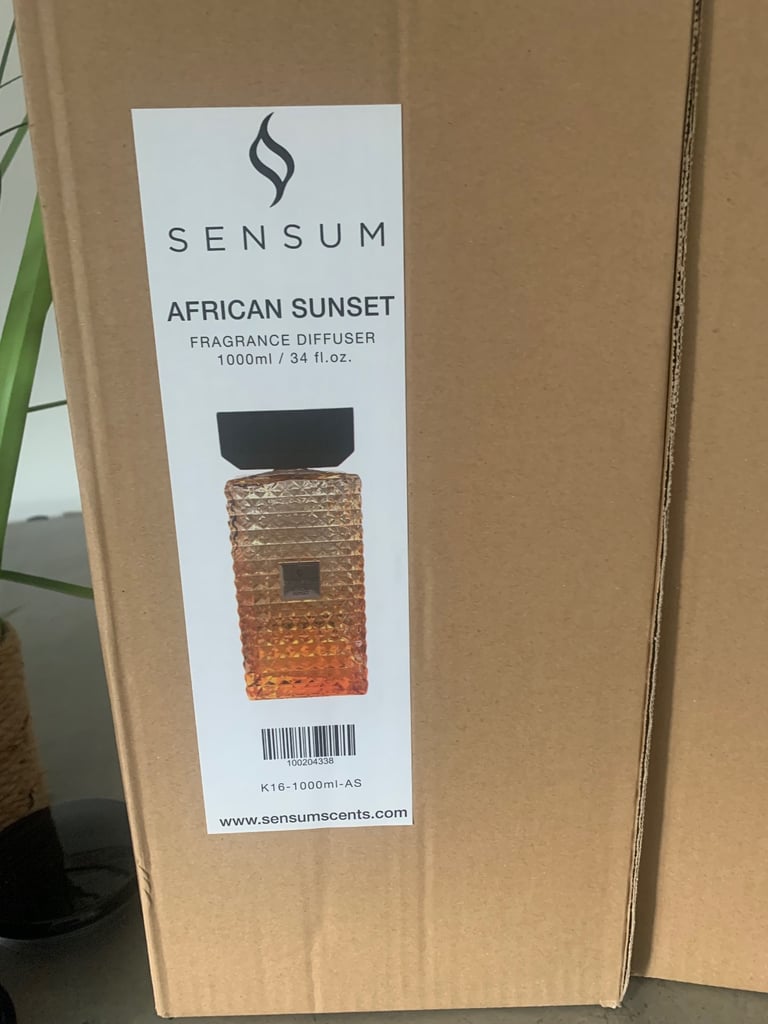 SENSUM
AFRICAN SUNSET
FRAGRANCE DIFFUSER
1000ml / 34 fl.oz.
100204338
K16-1000ml-AS
www.sensumscents.com